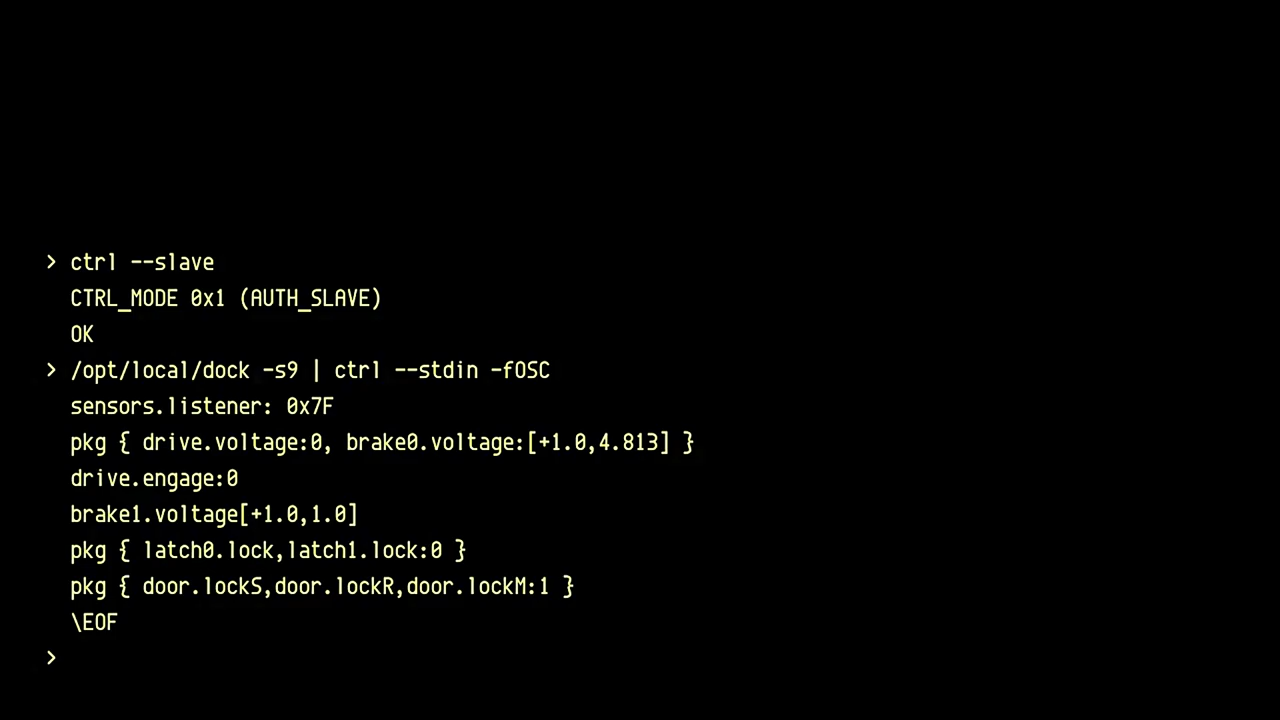 > ctrl --slave
CTRL_MODE 0x1 (AUTH_SLAVE)
OK
> /opt/local/dock -s9 | ctrl --stdin -fOSC
sensors.listener: 0x7F
pkg { drive.voltage:0, brake0.voltage:[+1.0,4.813] }
drive.engage:0
brake1.voltage[+1.0,1.0]
pkg { latch0.lock,latch1.lock:0 }
pkg { door.lockS,door.lockR,door.lockM:1 }
\EOF
>